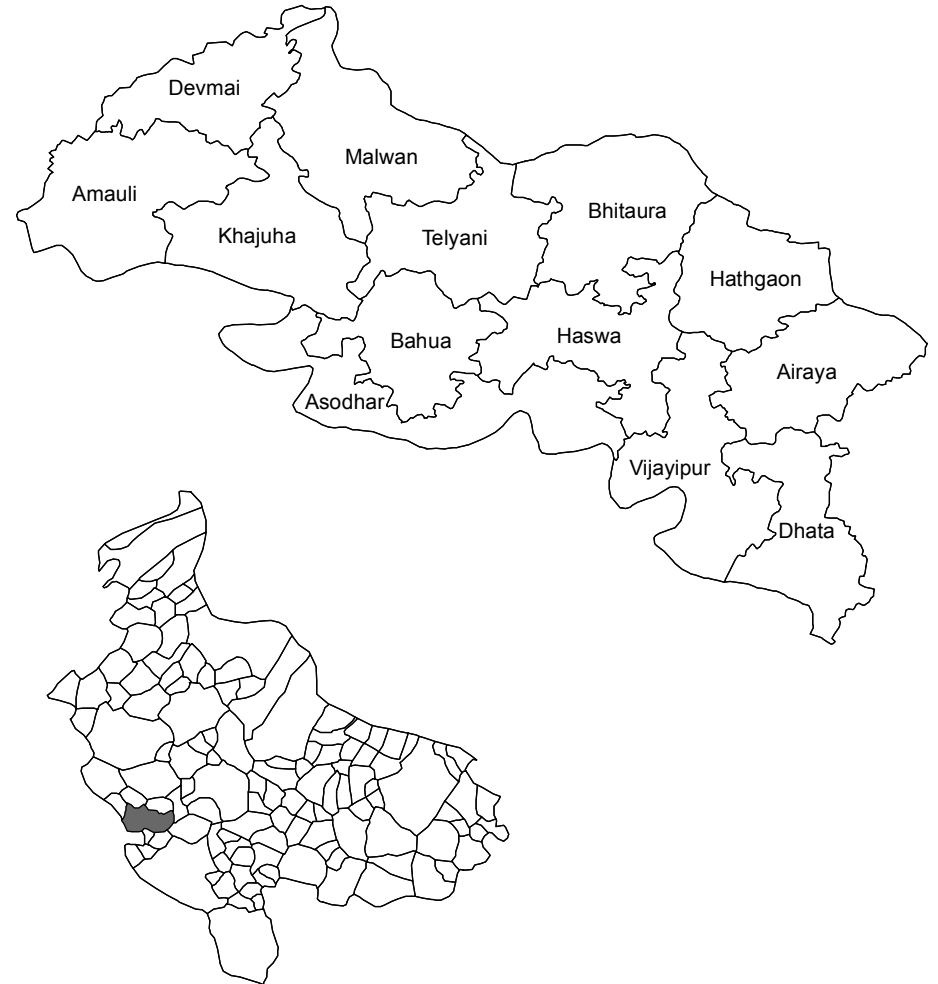 Devmai
Malwan
Amauli
Bhitaura
Khajuha
Telyani
Hathgaon
Haswa
Bahua
Airaya
Asodhar
Vijayipur
Dhata